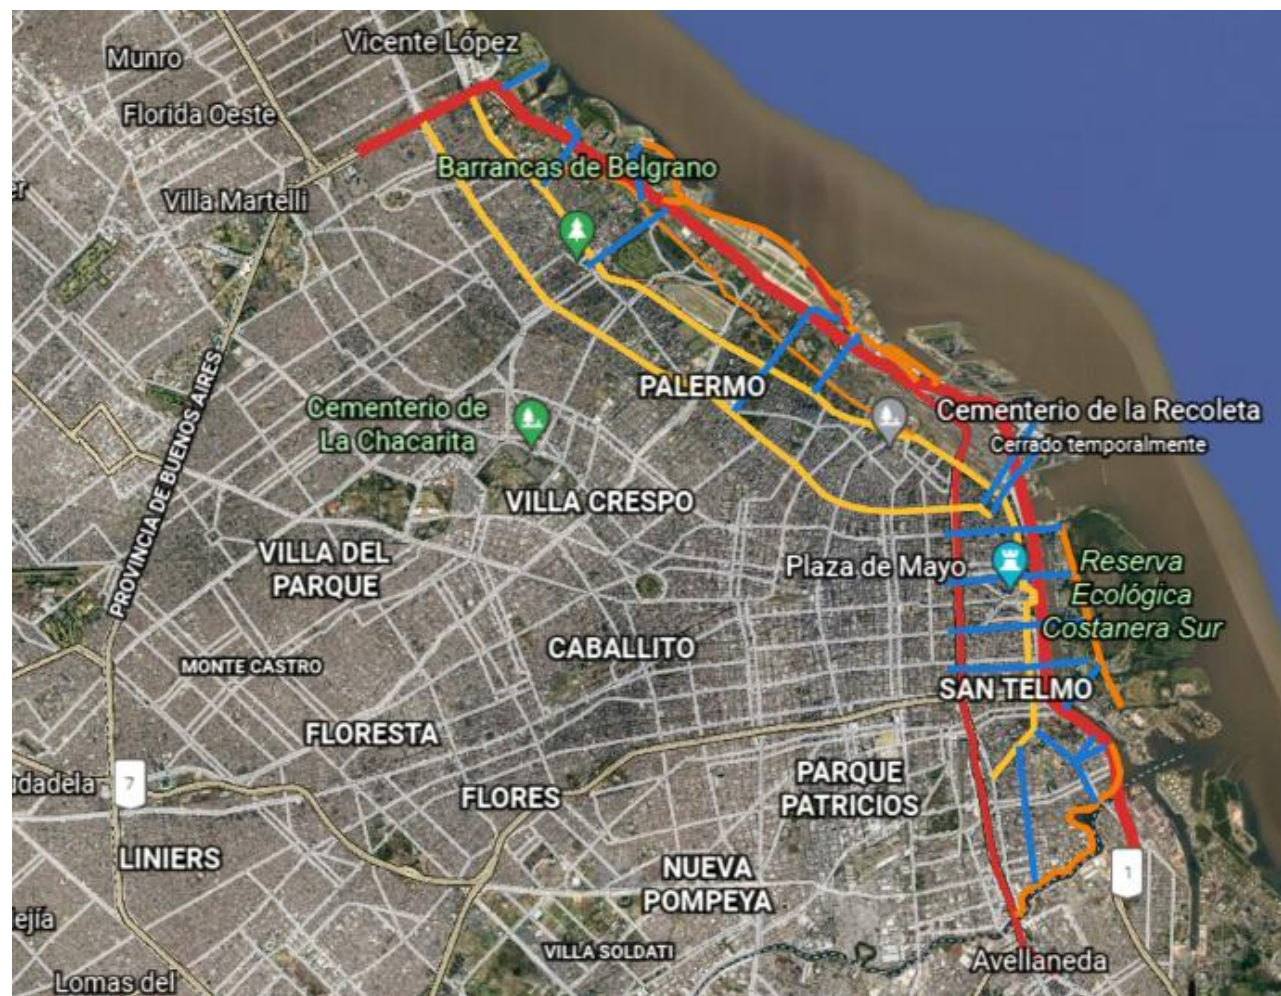 Vicente López
Munro
Florida Oeste
Barrancas de Belgrano
er
Villa Martelli
PROVINCIA DE BUENOS AIRES
PALERMO
Cementerio de
La Chacarita
Cementerio de la Recoleta
Cerrado temporalmente
VILLA CRESPO
VILLA DEL
PARQUE
Plaza de Mayo
Reserva
Ecológica
Costanera Sur
CABALLITO
MONTE CASTRO
SAN TELMO
FLORESTA
udadela
7
FLORES
PARQUE
PATRICIOS
LINIERS
NUEVA
POMPEYA
1
ejía
VILLA SOLDATI
Avellaneda
Lomas del